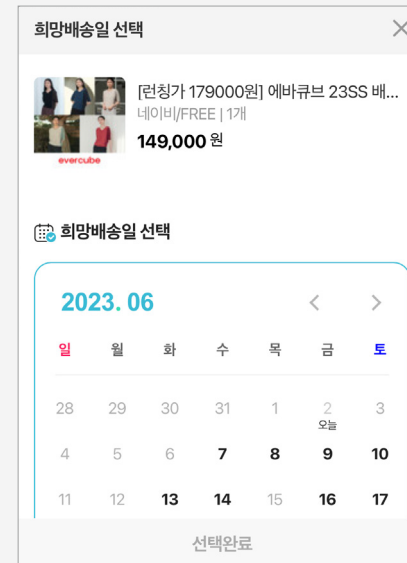 희망배송일 선택
[런칭가 179000원] 에바큐브 23SS 배...
네이비/FREE | 1개
149,000 원
evercube
희망배송일 선택
2023. 06
일 월 화 수 목 금 토
28 29 30 31 1 2 3
오늘
4 5 6 7 8 9 10
11 12 13 14 15 16 17
선택완료